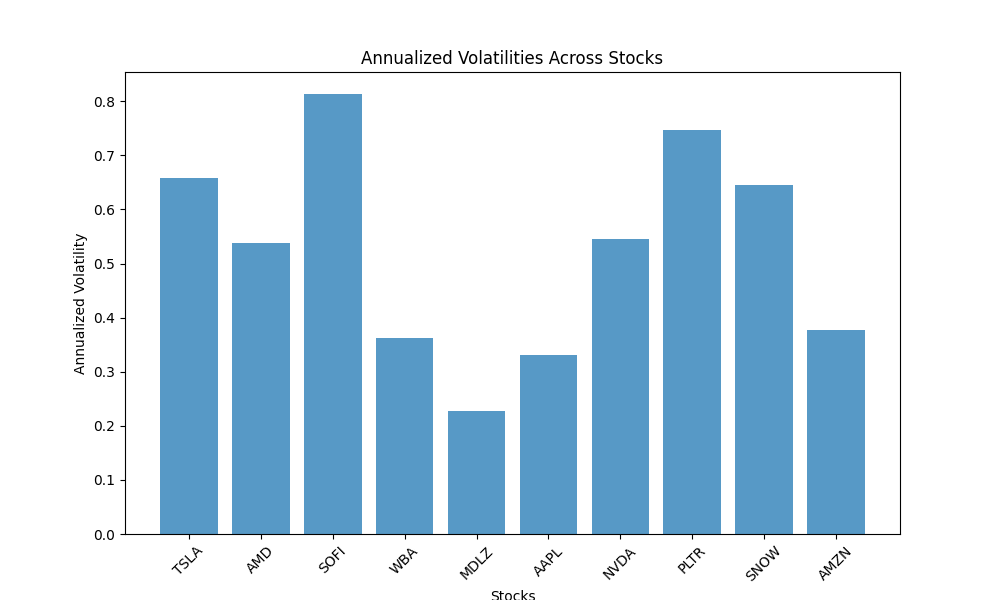 Annualized Volatilities Across Stocks
Annualized Volatility
0.8
0.7
0.6
0.5
0.4
0.3
0.2
0.1
0.0
TSLA
AMD
SOFI
WBA
MDLZ
AAPL
NVDA
PLTR
SNOW
AMZN
Stocks